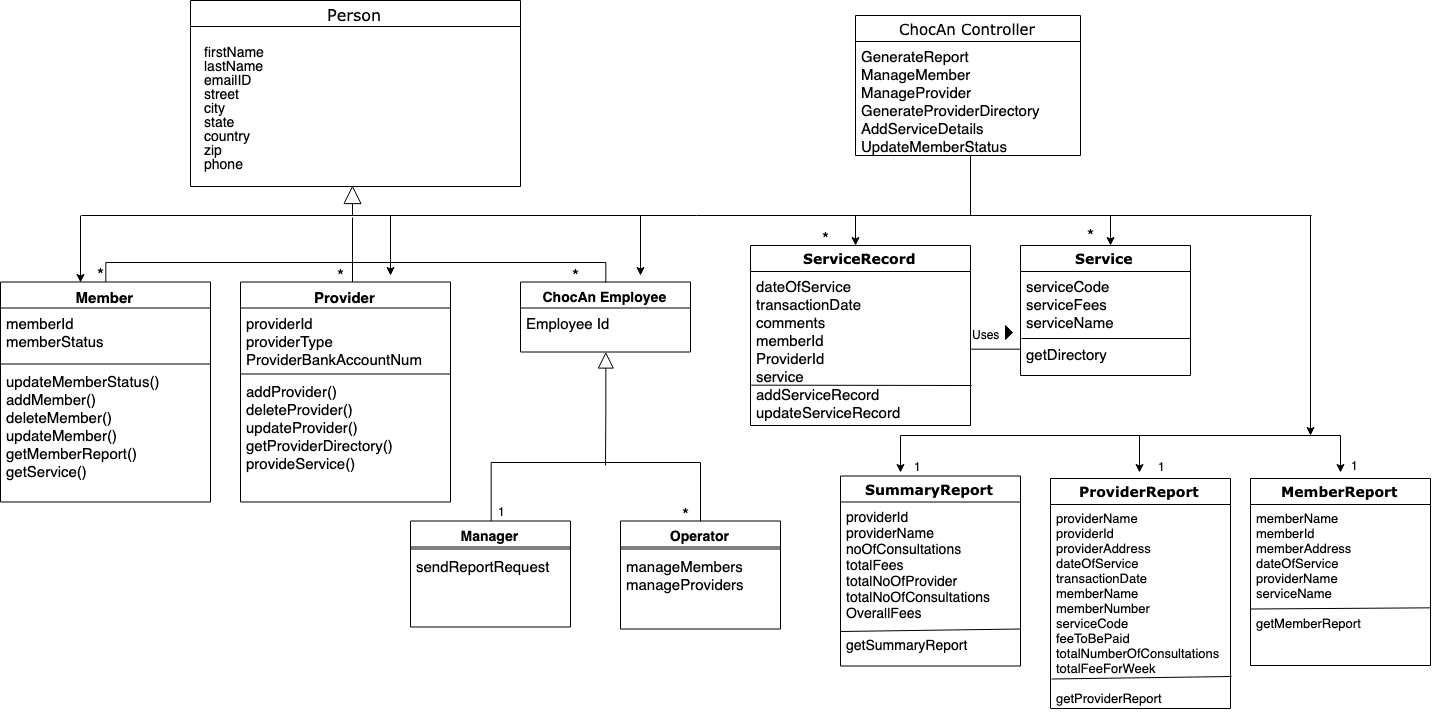 Person
firstName
lastName
emailID
street
city
state
country
zip
phone
ChocAn Controller
GenerateReport
ManageMember
ManageProvider
GenerateProviderDirectory
AddServiceDetails
UpdateMemberStatus
*
*
*
*
*
Member
memberId
memberStatus
updateMemberStatus()
addMember()
deleteMember()
updateMember()
getMemberReport()
getService()
Provider
providerId
providerType
ProviderBankAccountNum
addProvider()
deleteProvider()
updateProvider()
getProviderDirectory()
provideService()
ChocAn Employee
Employee Id
ServiceRecord
dateOfService
transactionDate
comments
memberId
ProviderId
service
addServiceRecord
updateServiceRecord
Uses
Service
serviceCode
serviceFees
serviceName
getDirectory
1
*
Manager
sendReportRequest
Operator
manageMembers
manageProviders
1
1
1
SummaryReport
providerId
providerName
noOfConsultations
totalFees
totalNoOfProvider
totalNoOfConsultations
OverallFees
getSummaryReport
ProviderReport
providerName
providerId
providerAddress
dateOfService
transactionDate
memberName
memberNumber
serviceCode
feeToBePaid
totalNumberOfConsultations
totalFeeForWeek
getProviderReport
MemberReport
memberName
memberId
memberAddress
dateOfService
providerName
serviceName
getMemberReport